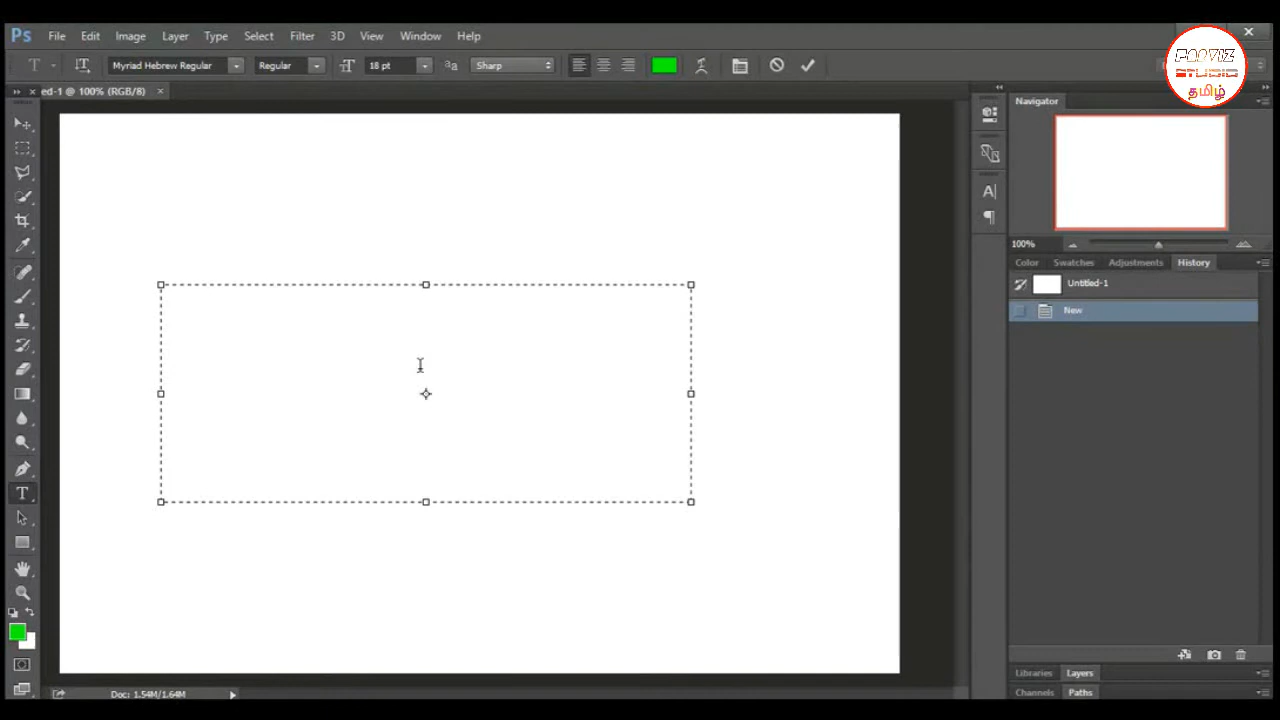 Ps File Edit Image Layer Type Select Filter 3D View Window Help
Myriad Hebrew Regular Regular 18 pt Sharp
STUDIO
தமிழ்
ed-1 @ 100% (RGB/8)
Navigator
100%
Color Swatches Adjustments History
Untitled-1
New
Libraries Layers
Channels Paths
Doc: 1.54M/1.64M